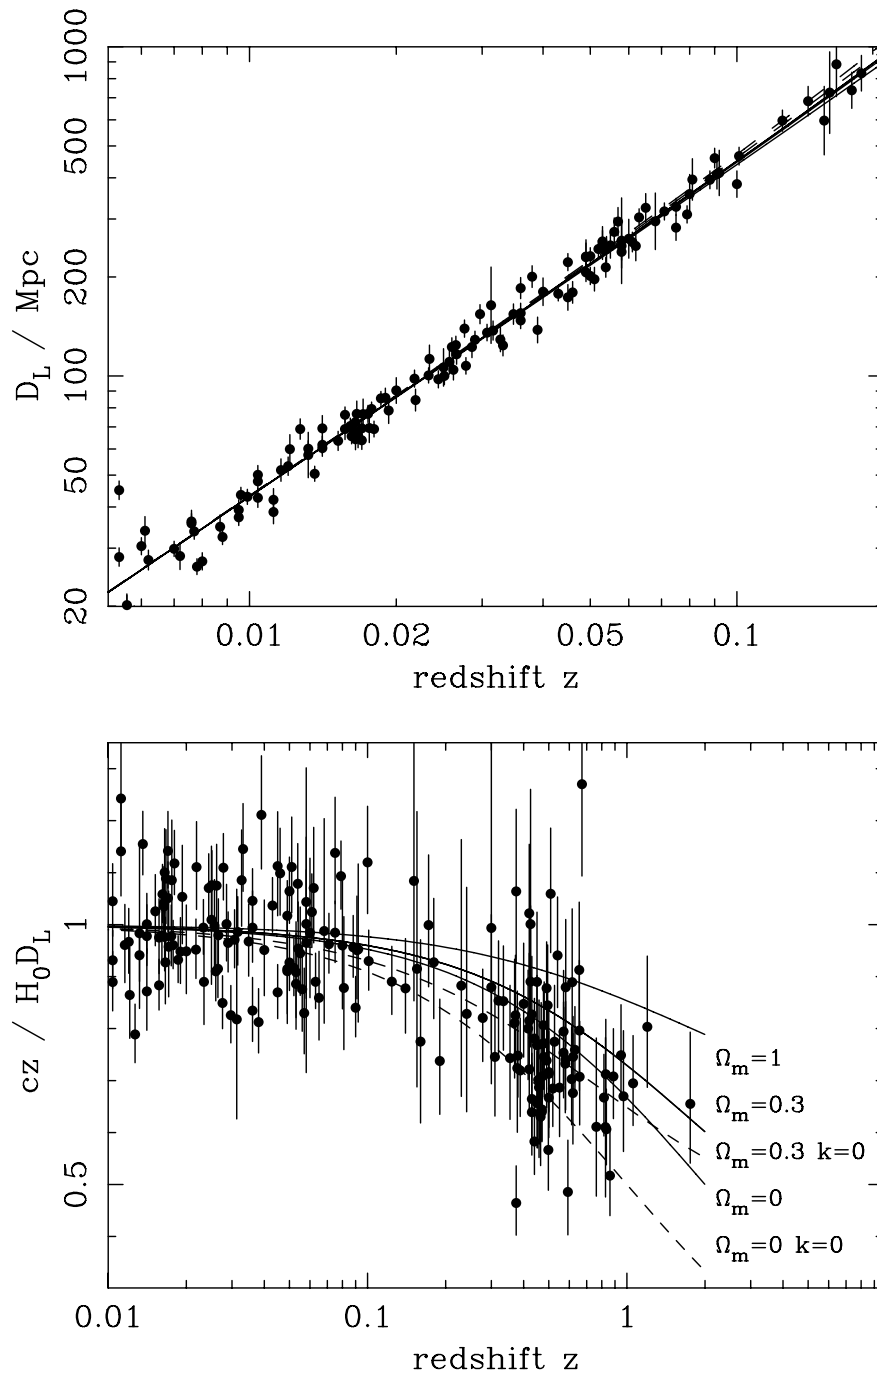 1000
500
200
100
50
20
D_L / Mpc
0.01 0.02 0.05 0.1
redshift z
1
0.5
cz / H_0D_L
Ω_m=1
Ω_m=0.3
Ω_m=0.3 k=0
Ω_m=0
Ω_m=0 k=0
0.01 0.1 1
redshift z